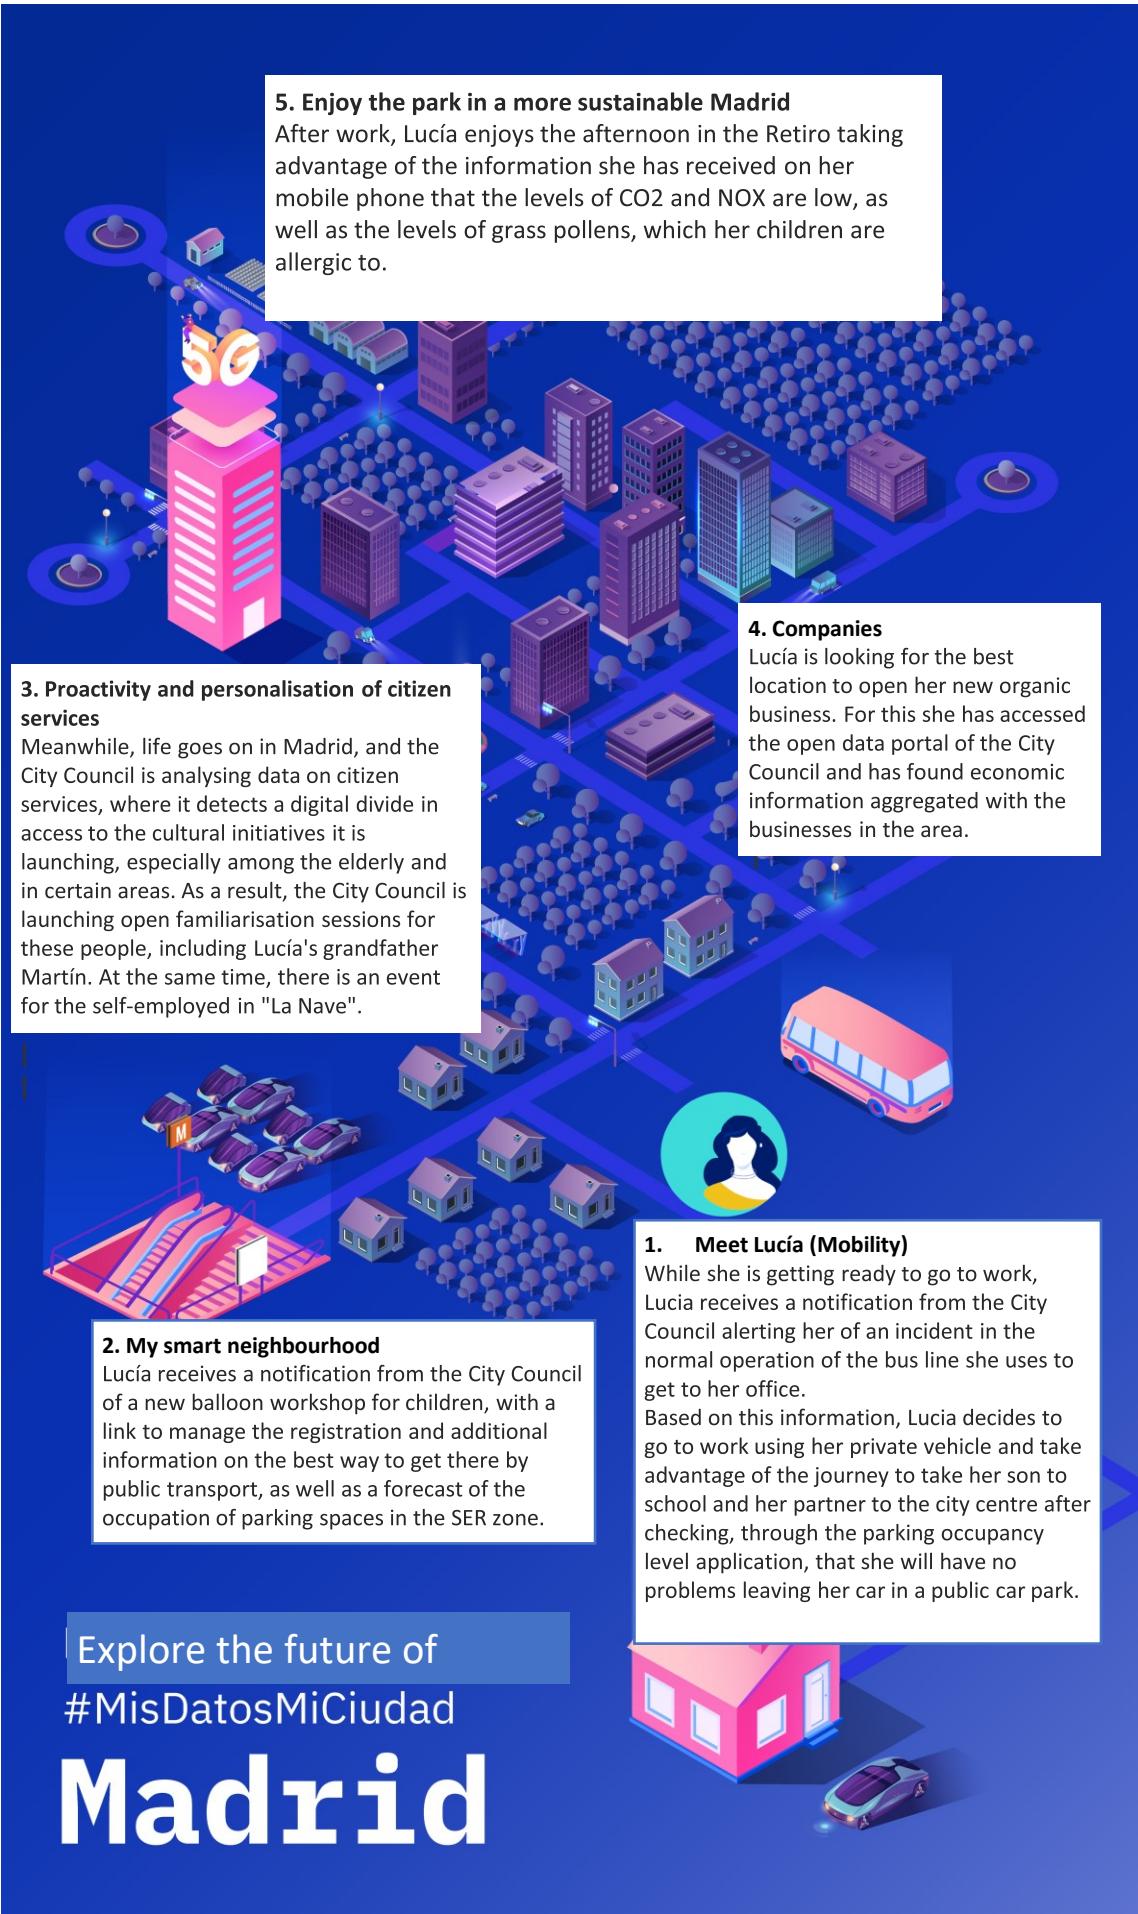 5. Enjoy the park in a more sustainable Madrid
After work, Lucía enjoys the afternoon in the Retiro taking
advantage of the information she has received on her
mobile phone that the levels of CO2 and NOX are low, as
well as the levels of grass pollens, which her children are
allergic to.
5G
4. Companies
Lucía is looking for the best
location to open her new organic
business. For this she has accessed
the open data portal of the City
Council and has found economic
information aggregated with the
businesses in the area.
3. Proactivity and personalisation of citizen
services
Meanwhile, life goes on in Madrid, and the
City Council is analysing data on citizen
services, where it detects a digital divide in
access to the cultural initiatives it is
launching, especially among the elderly and
in certain areas. As a result, the City Council is
launching open familiarisation sessions for
these people, including Lucía's grandfather
Martín. At the same time, there is an event
for the self-employed in "La Nave".
M
1. Meet Lucía (Mobility)
While she is getting ready to go to work,
Lucia receives a notification from the City
Council alerting her of an incident in the
normal operation of the bus line she uses to
get to her office.
Based on this information, Lucia decides to
go to work using her private vehicle and take
advantage of the journey to take her son to
school and her partner to the city centre after
checking, through the parking occupancy
level application, that she will have no
problems leaving her car in a public car park.
2. My smart neighbourhood
Lucía receives a notification from the City Council
of a new balloon workshop for children, with a
link to manage the registration and additional
information on the best way to get there by
public transport, as well as a forecast of the
occupation of parking spaces in the SER zone.
Explore the future of
#MisDatosMiCiudad
Madrid